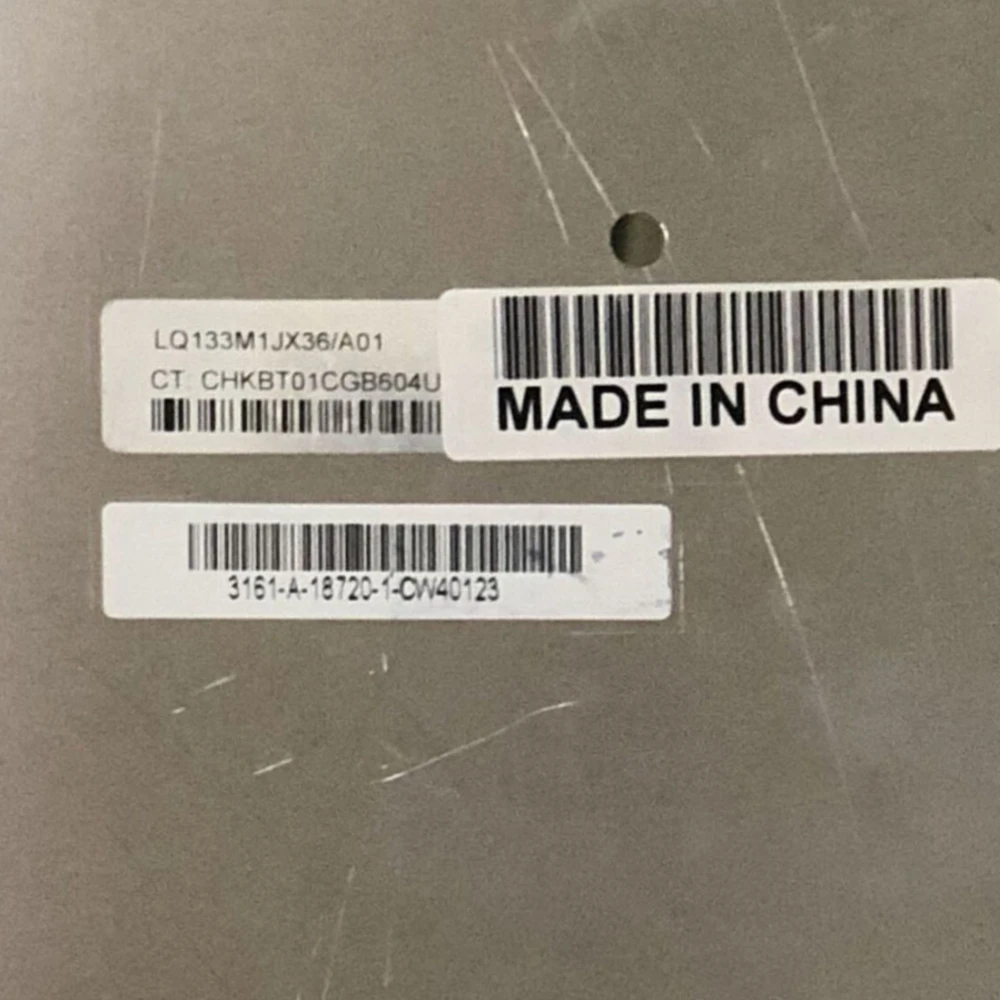 LQ133M1JX36/A01
CT: CHKBT01CGB604U
MADE IN CHINA
3161-A-18720-1-CW40123